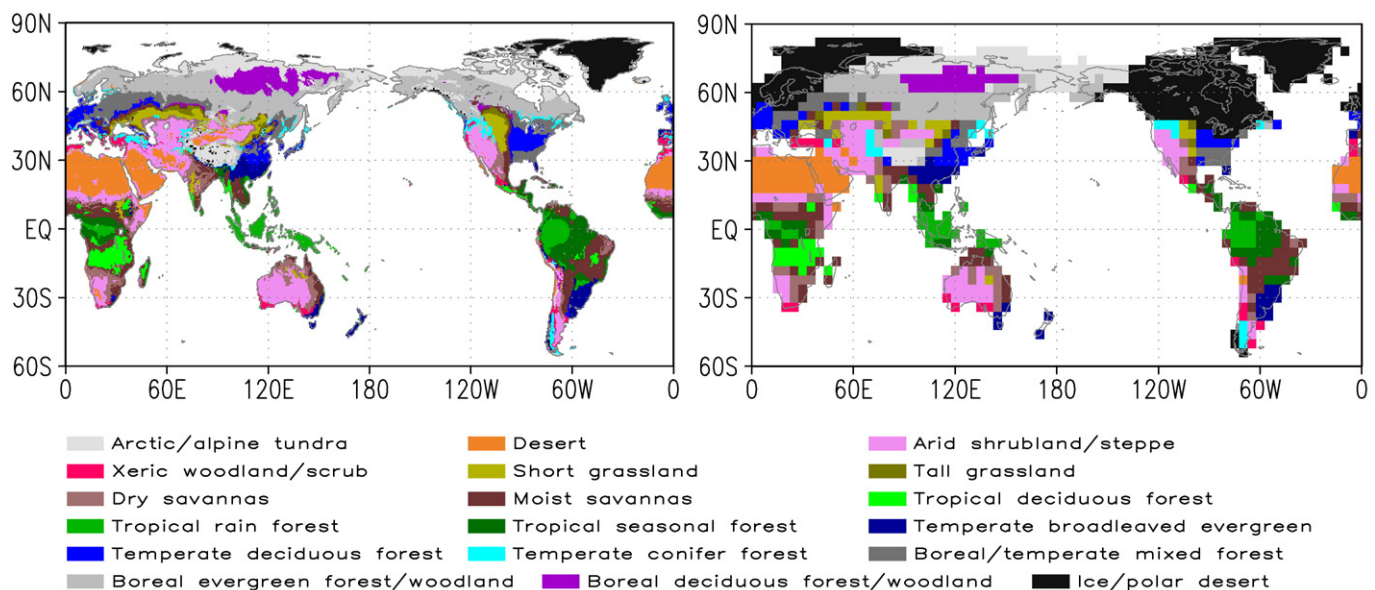 90N
60N
30N
EQ
30S
60S
0 60E 120E 180 120W 60W 0
90N
60N
30N
EQ
30S
60S
0 60E 120E 180 120W 60W 0
Arctic/alpine tundra Desert Arid shrubland/steppe
Xeric woodland/scrub Short grassland Tall grassland
Dry savannas Moist savannas Tropical deciduous forest
Tropical rain forest Tropical seasonal forest Temperate broadleaved evergreen
Temperate deciduous forest Temperate conifer forest Boreal/temperate mixed forest
Boreal evergreen forest/woodland Boreal deciduous forest/woodland Ice/polar desert